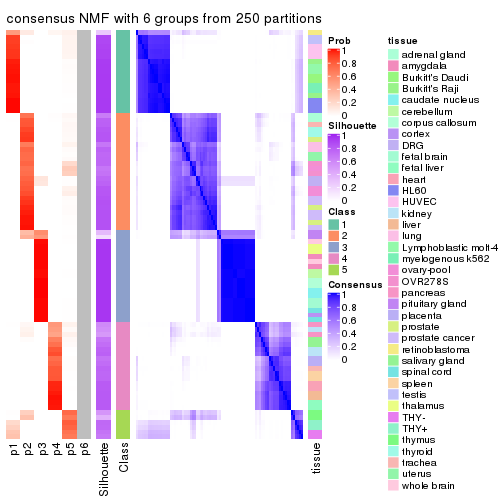 consensus NMF with 6 groups from 250 partitions
Prob
1
0.8
0.6
0.4
0.2
0
Silhouette
1
0.8
0.6
0.4
0.2
0
Class
1
2
3
4
5
Consensus
1
0.8
0.6
0.4
0.2
0
tissue
adrenal gland
amygdala
Burkitt's Daudi
Burkitt's Raji
caudate nucleus
cerebellum
corpus callosum
cortex
DRG
fetal brain
fetal liver
heart
HL60
HUVEC
kidney
liver
lung
Lymphoblastic molt-4
myelogenous k562
ovary-pool
OVR278S
pancreas
pituitary gland
placenta
prostate
prostate cancer
retinoblastoma
salivary gland
spinal cord
spleen
testis
thalamus
THY-
THY+
thymus
thyroid
trachea
uterus
whole brain
p1
p2
p3
p4
p5
p6
Silhouette
Class
tissue